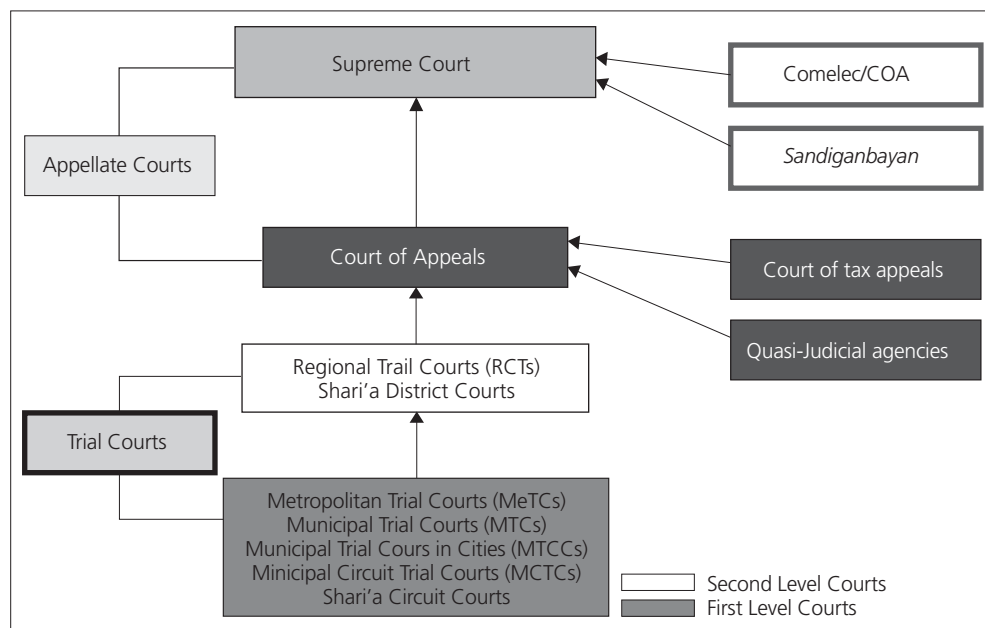 Supreme Court
Comelec/COA
Appellate Courts
Sandiganbayan
Court of Appeals
Court of tax appeals
Quasi-Judicial agencies
Regional Trail Courts (RCTs)
Shari'a District Courts
Trial Courts
Metropolitan Trial Courts (MeTCs)
Municipal Trial Courts (MTCs)
Municipal Trial Cours in Cities (MTCCs)
Minicipal Circuit Trial Courts (MCTCs)
Shari'a Circuit Courts
Second Level Courts
First Level Courts